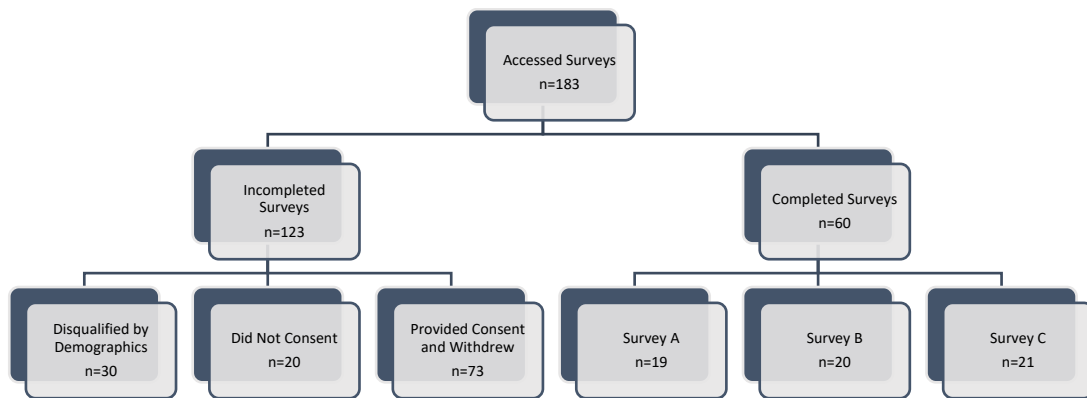 Accessed Surveys
n=183
Incompleted
Surveys
n=123
Completed Surveys
n=60
Disqualified by
Demographics
n=30
Did Not Consent
n=20
Provided Consent
and Withdrew
n=73
Survey A
n=19
Survey B
n=20
Survey C
n=21